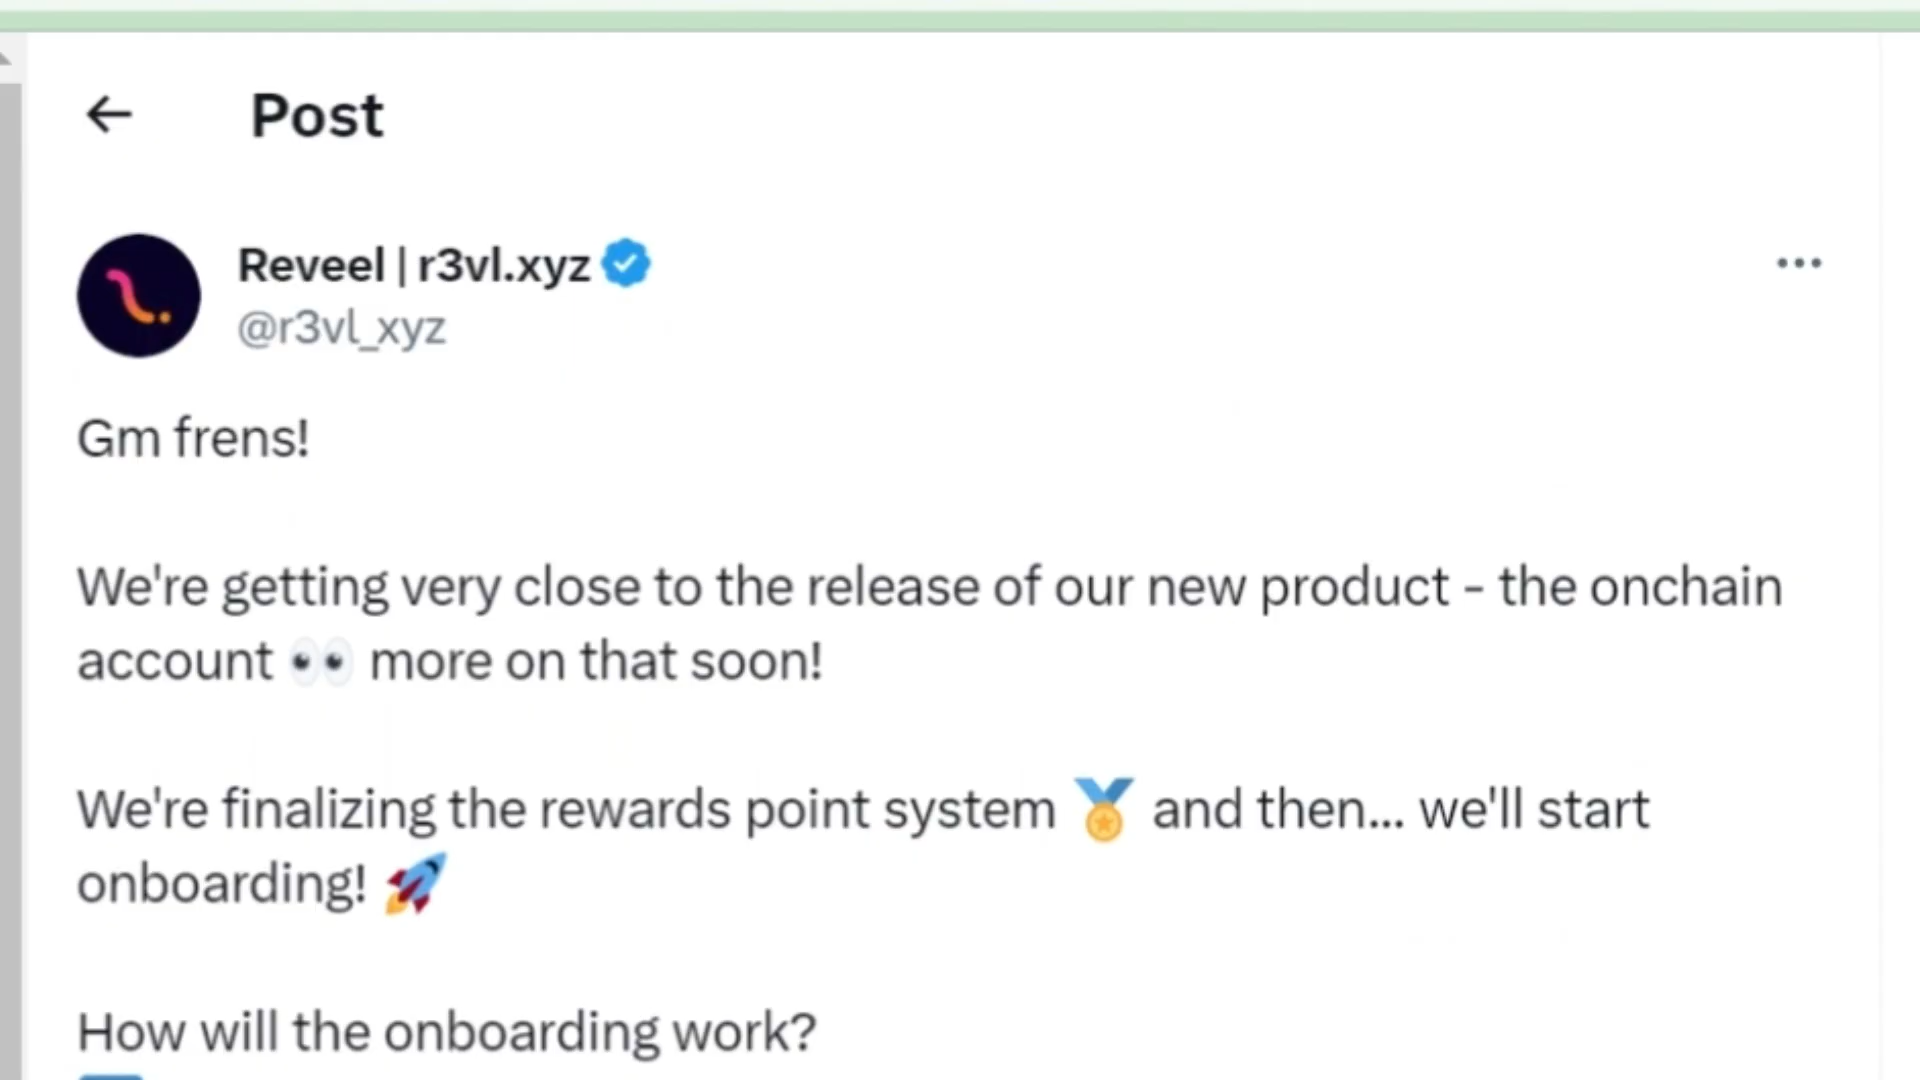 Post
Reveel | r3vl.xyz
@r3vl_xyz
Gm frens!
We're getting very close to the release of our new product - the onchain
account 👀 more on that soon!
We're finalizing the rewards point system 🏅 and then... we'll start
onboarding! 🚀
How will the onboarding work?